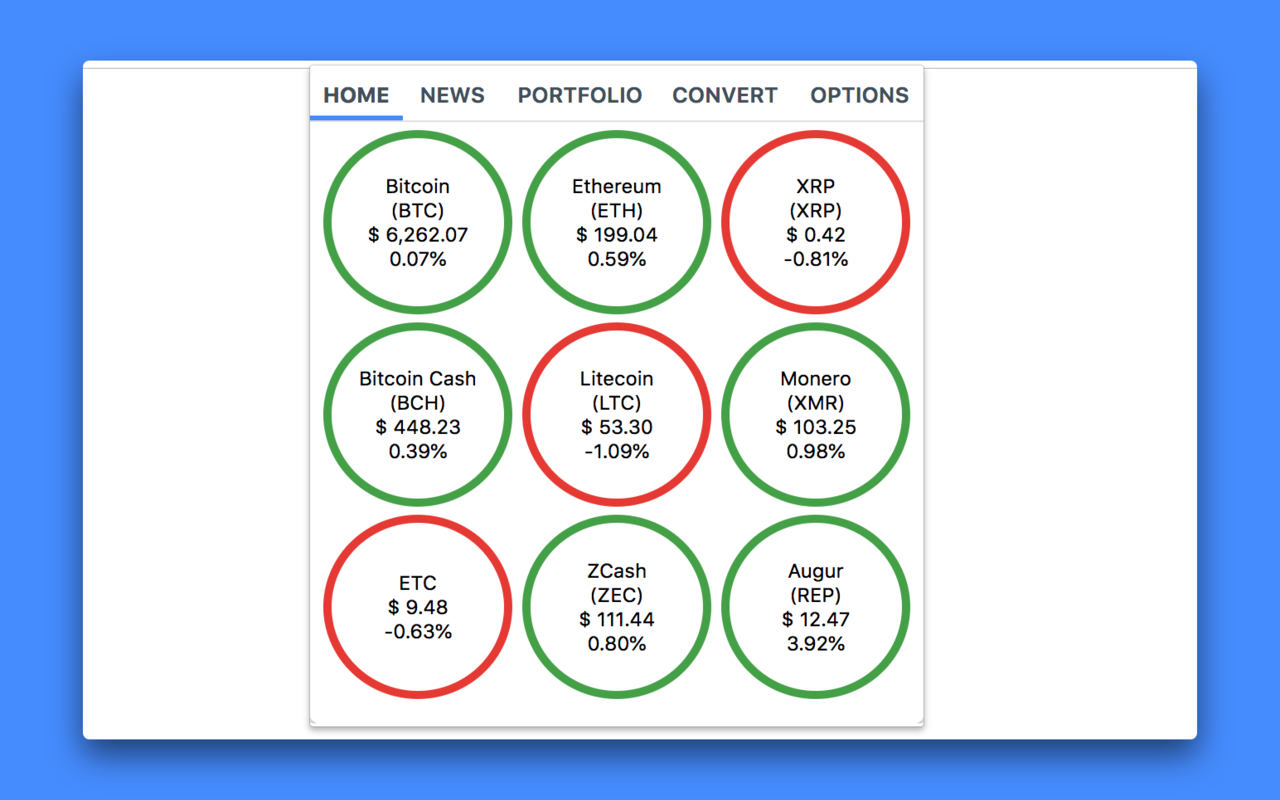 HOME NEWS PORTFOLIO CONVERT OPTIONS
Bitcoin
(BTC)
$ 6,262.07
0.07%
Ethereum
(ETH)
$ 199.04
0.59%
XRP
(XRP)
$ 0.42
-0.81%
Bitcoin Cash
(BCH)
$ 448.23
0.39%
Litecoin
(LTC)
$ 53.30
-1.09%
Monero
(XMR)
$ 103.25
0.98%
ETC
$ 9.48
-0.63%
ZCash
(ZEC)
$ 111.44
0.80%
Augur
(REP)
$ 12.47
3.92%